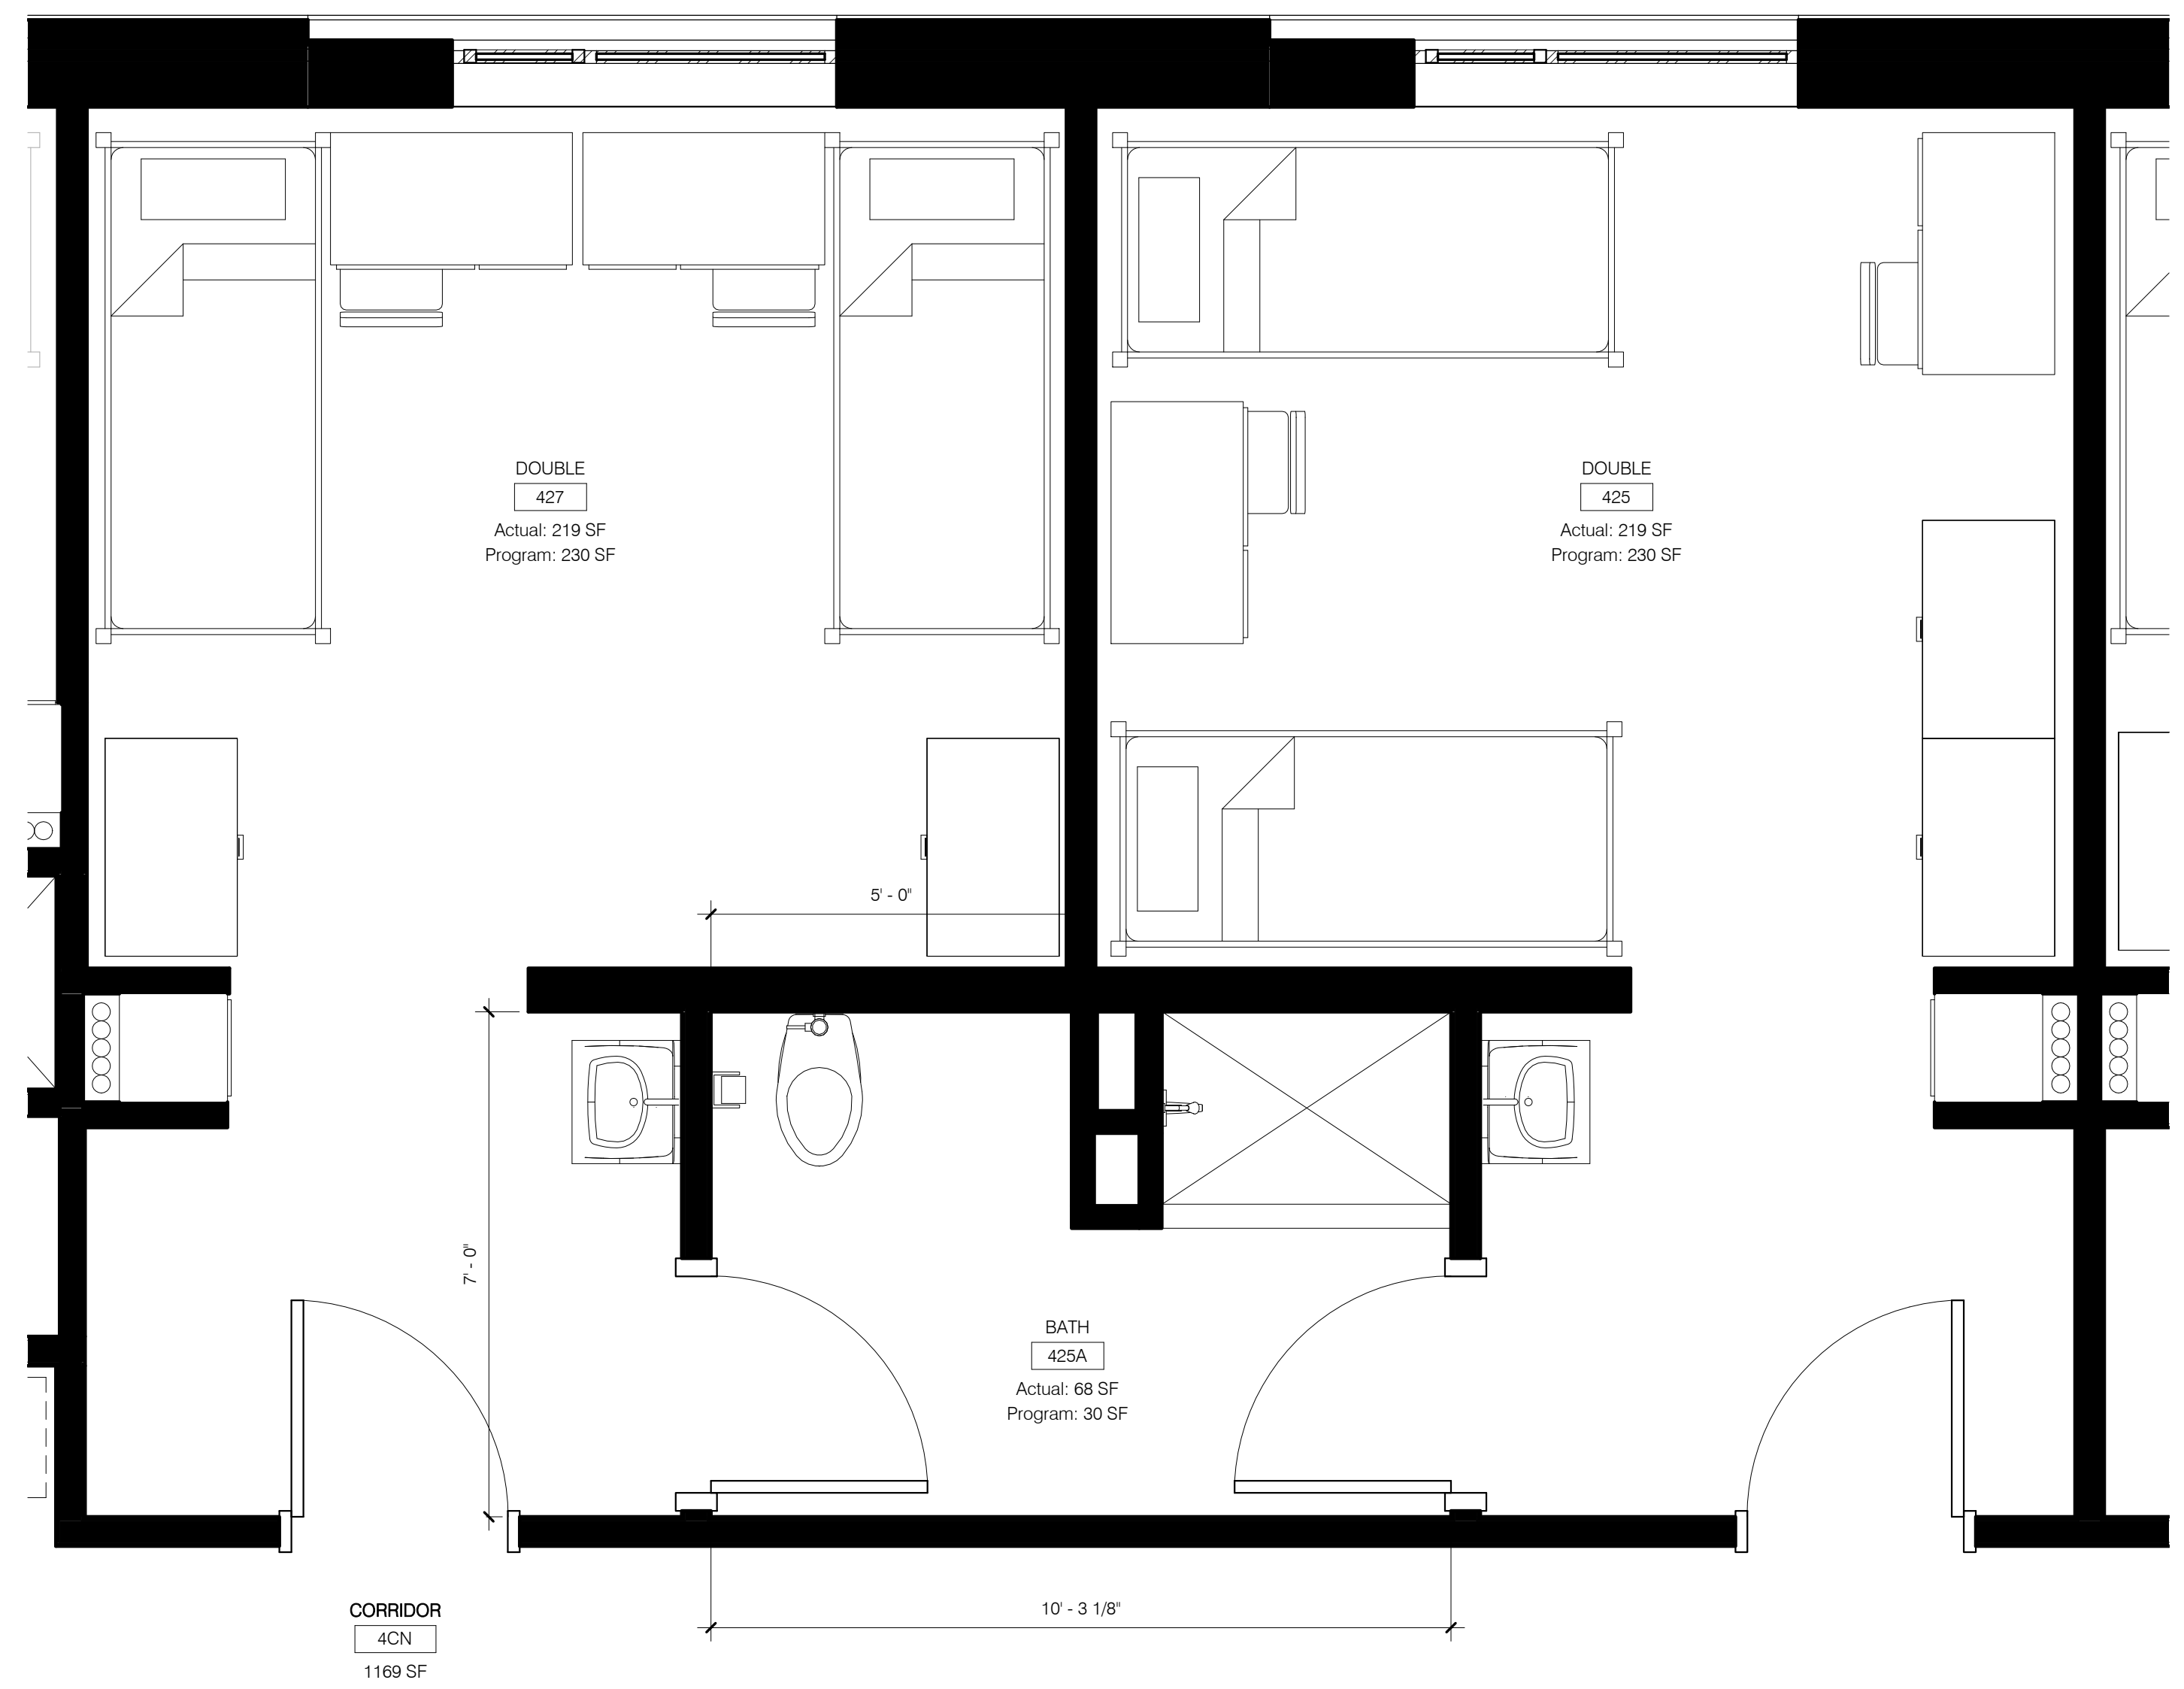 DOUBLE
427
Actual: 219 SF
Program: 230 SF
DOUBLE
425
Actual: 219 SF
Program: 230 SF
5' - 0"
7' - 0"
BATH
425A
Actual: 68 SF
Program: 30 SF
10' - 3 1/8"
CORRIDOR
4CN
1169 SF